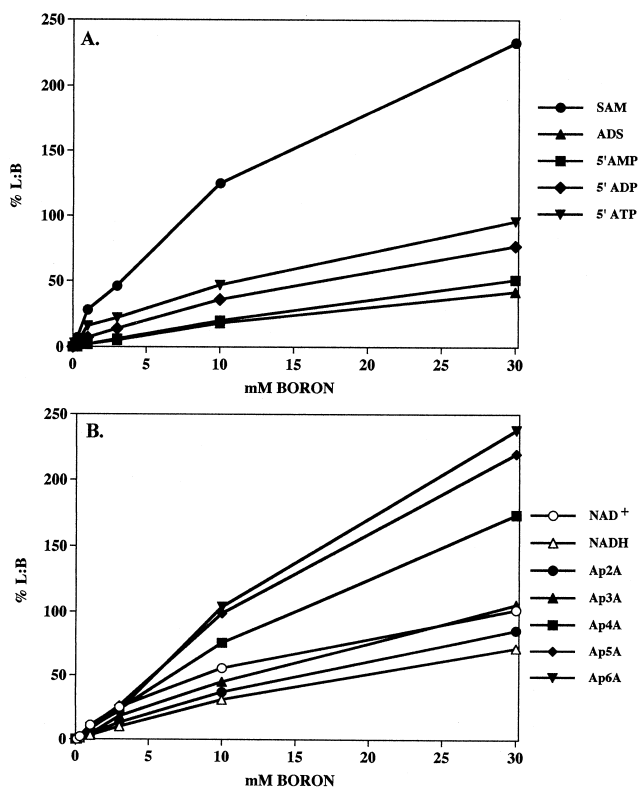 A.
250
200
150
100
50
0
% L:B
0 5 10 15 20 25 30
mM BORON
SAM
ADS
5'AMP
5' ADP
5' ATP
B.
250
200
150
100
50
0
% L:B
0 5 10 15 20 25 30
mM BORON
NAD+
NADH
Ap2A
Ap3A
Ap4A
Ap5A
Ap6A